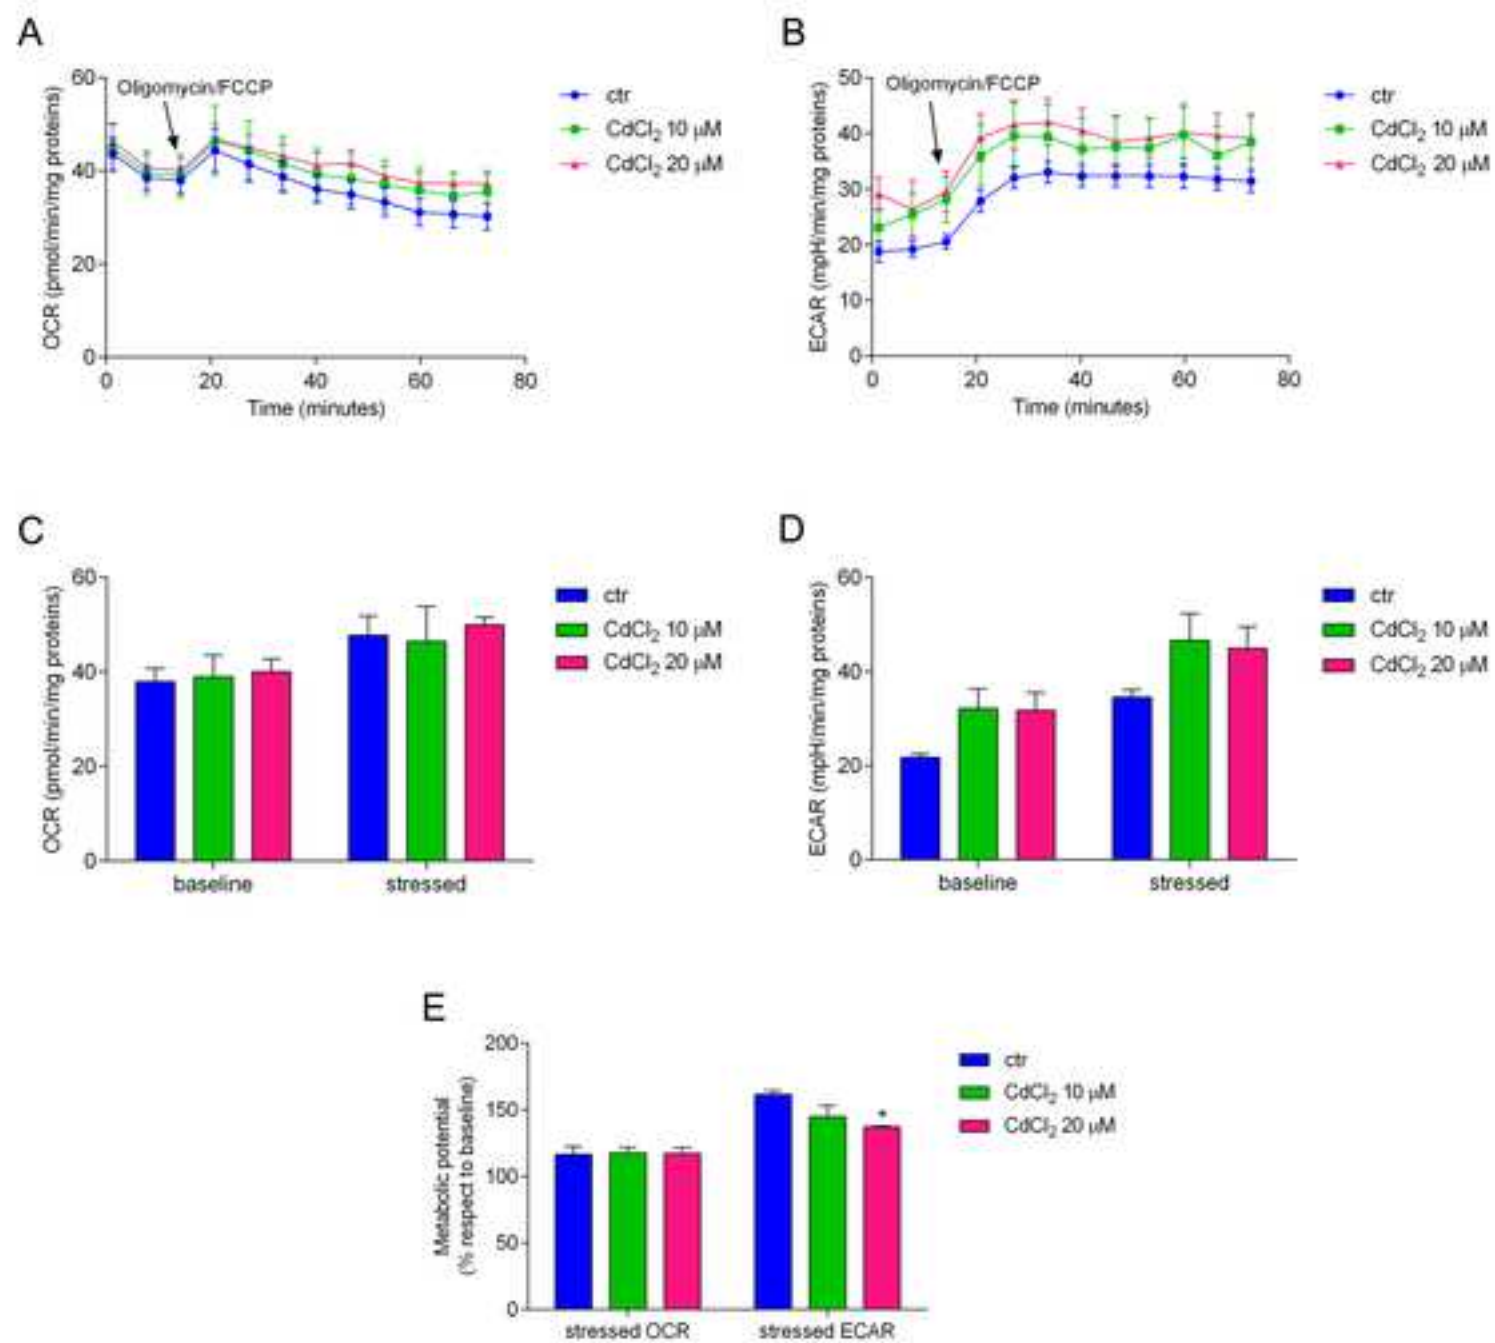 A
OCR (pmol/min/mg proteins)
60
40
20
0
Oligomycin/FCCP
0 20 40 60 80
Time (minutes)
ctr
CdCl₂ 10 μM
CdCl₂ 20 μM
B
ECAR (mpH/min/mg proteins)
50
40
30
20
10
0
Oligomycin/FCCP
0 20 40 60 80
Time (minutes)
ctr
CdCl₂ 10 μM
CdCl₂ 20 μM
C
OCR (pmol/min/mg proteins)
60
40
20
0
baseline stressed
ctr
CdCl₂ 10 μM
CdCl₂ 20 μM
D
ECAR (mpH/min/mg proteins)
60
40
20
0
baseline stressed
ctr
CdCl₂ 10 μM
CdCl₂ 20 μM
E
Metabolic potential
(% respect to baseline)
200
150
100
50
0
*
stressed OCR stressed ECAR
ctr
CdCl₂ 10 μM
CdCl₂ 20 μM